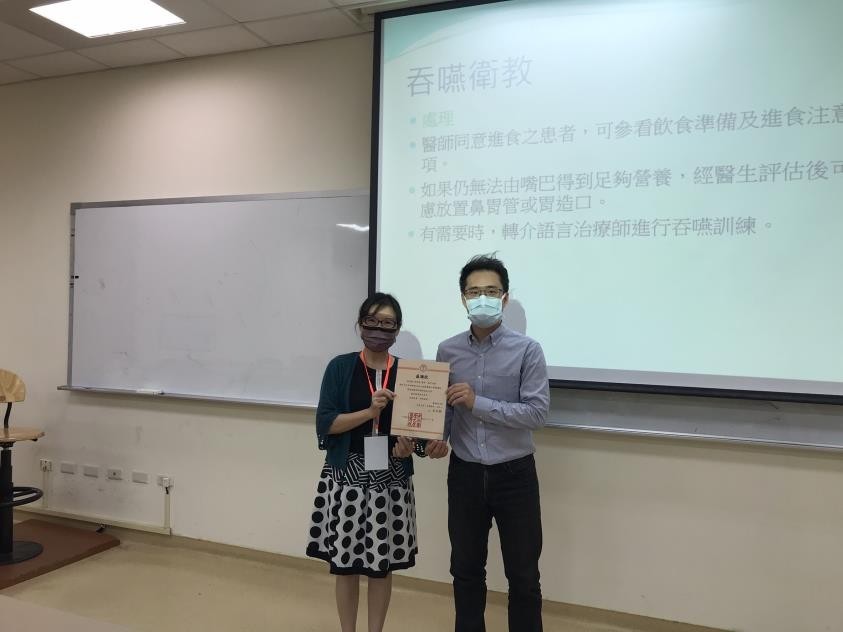 吞嚥衛教
處理
醫師同意進食之患者，可參看飲食準備及進食注意
項。
如果仍無法由嘴巴得到足夠營養，經醫生評估後可
慮放置鼻胃管或胃造口。
有需要時，轉介語言治療師進行吞嚥訓練。
感謝狀